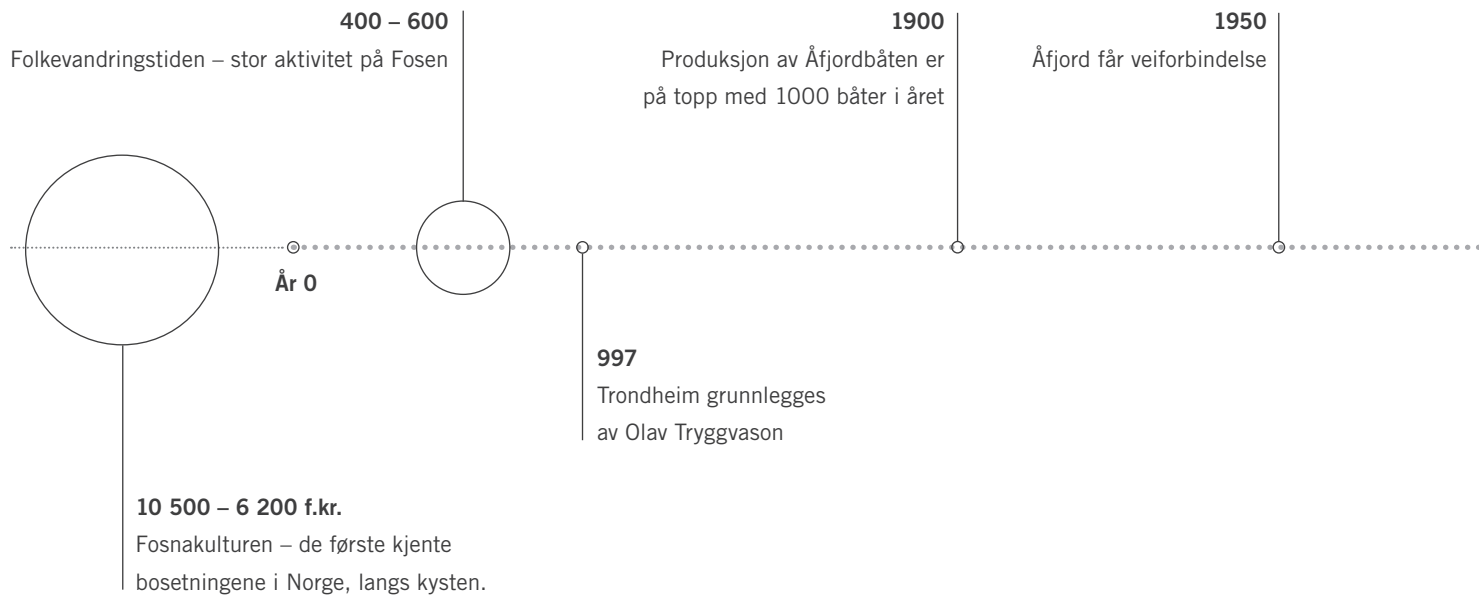 400 – 600
Folkevandringstiden – stor aktivitet på Fosen
1900
Produksjon av Åfjordbåten er
på topp med 1000 båter i året
1950
Åfjord får veiforbindelse
År 0
997
Trondheim grunnlegges
av Olav Tryggvason
10 500 – 6 200 f.kr.
Fosnakulturen – de første kjente
bosetningene i Norge, langs kysten.